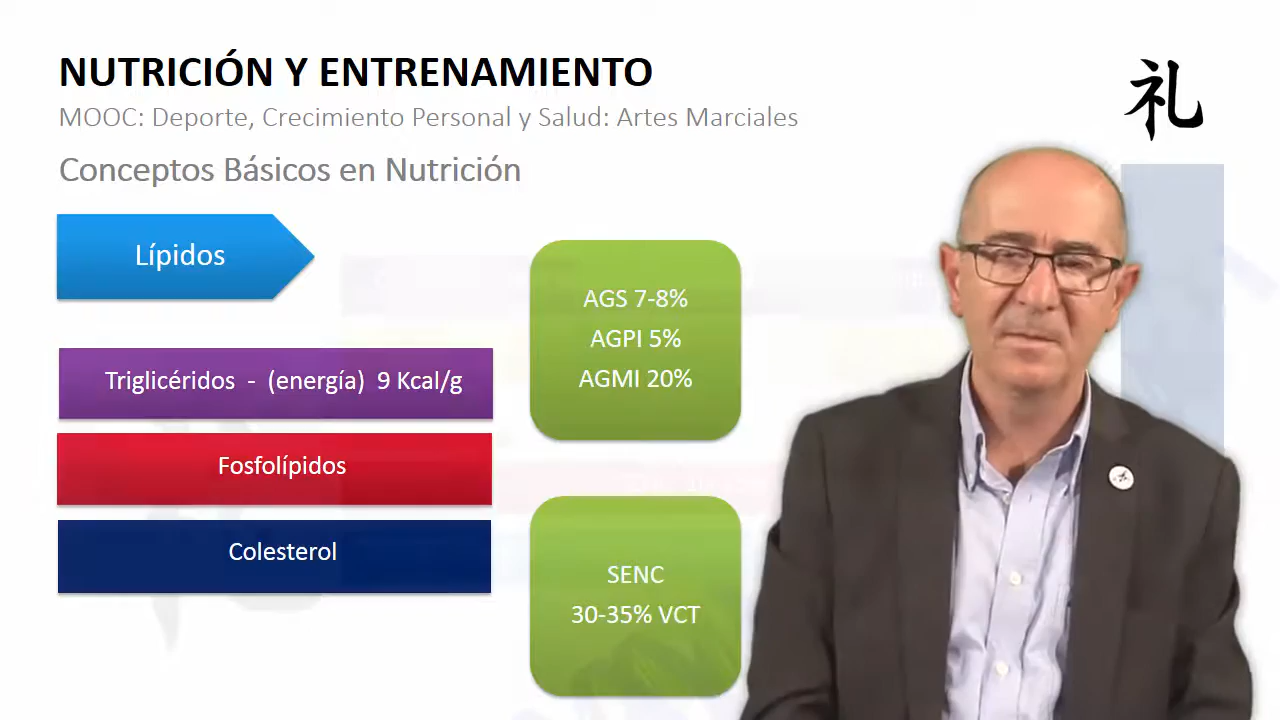 NUTRICIÓN Y ENTRENAMIENTO
MOOC: Deporte, Crecimiento Personal y Salud: Artes Marciales
礼
Conceptos Básicos en Nutrición
Lípidos
Triglicéridos - (energía) 9 Kcal/g
Fosfolípidos
Colesterol
AGS 7-8%
AGPI 5%
AGMI 20%
SENC
30-35% VCT